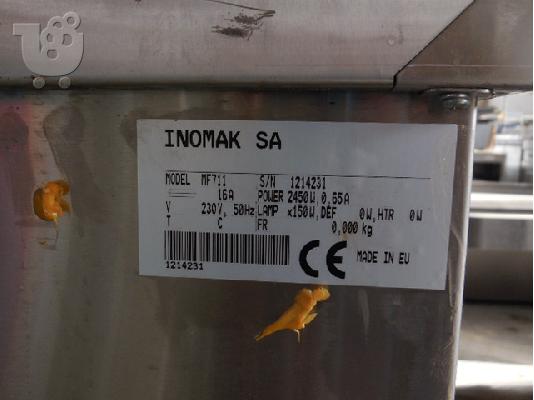 INOMAK SA
MODEL MF711 S/N 1214231
16A POWER 2450W, 0.65A
V 230V, 50Hz LAMP x150W, DEF 0W, HTR 0W
T C FR 0,000 kg
CE MADE IN EU
1214231